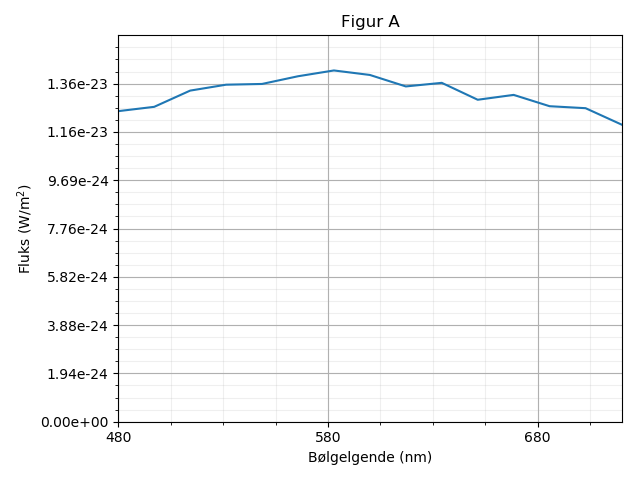 Figur A
Fluks (W/m²)
1.36e-23
1.16e-23
9.69e-24
7.76e-24
5.82e-24
3.88e-24
1.94e-24
0.00e+00
480 580 680
Bølgelgende (nm)